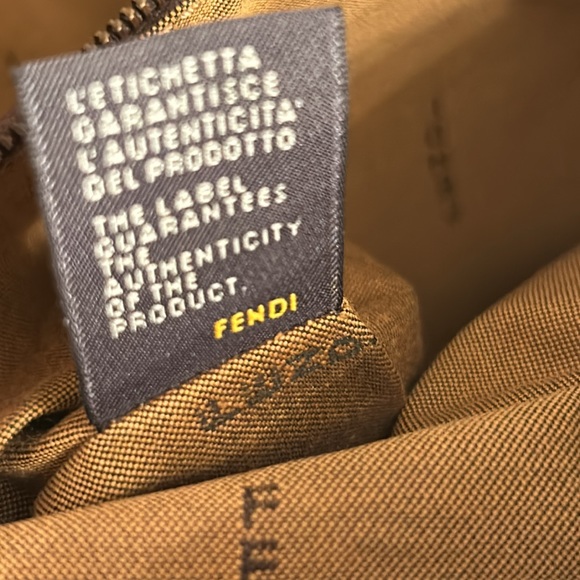 L'ETICHETTA
GARANTISCE
L'AUTENTICITA'
DEL PRODOTTO
THE LABEL
GUARANTEES
THE
AUTHENTICITY
OF THE
PRODUCT.
FENDI